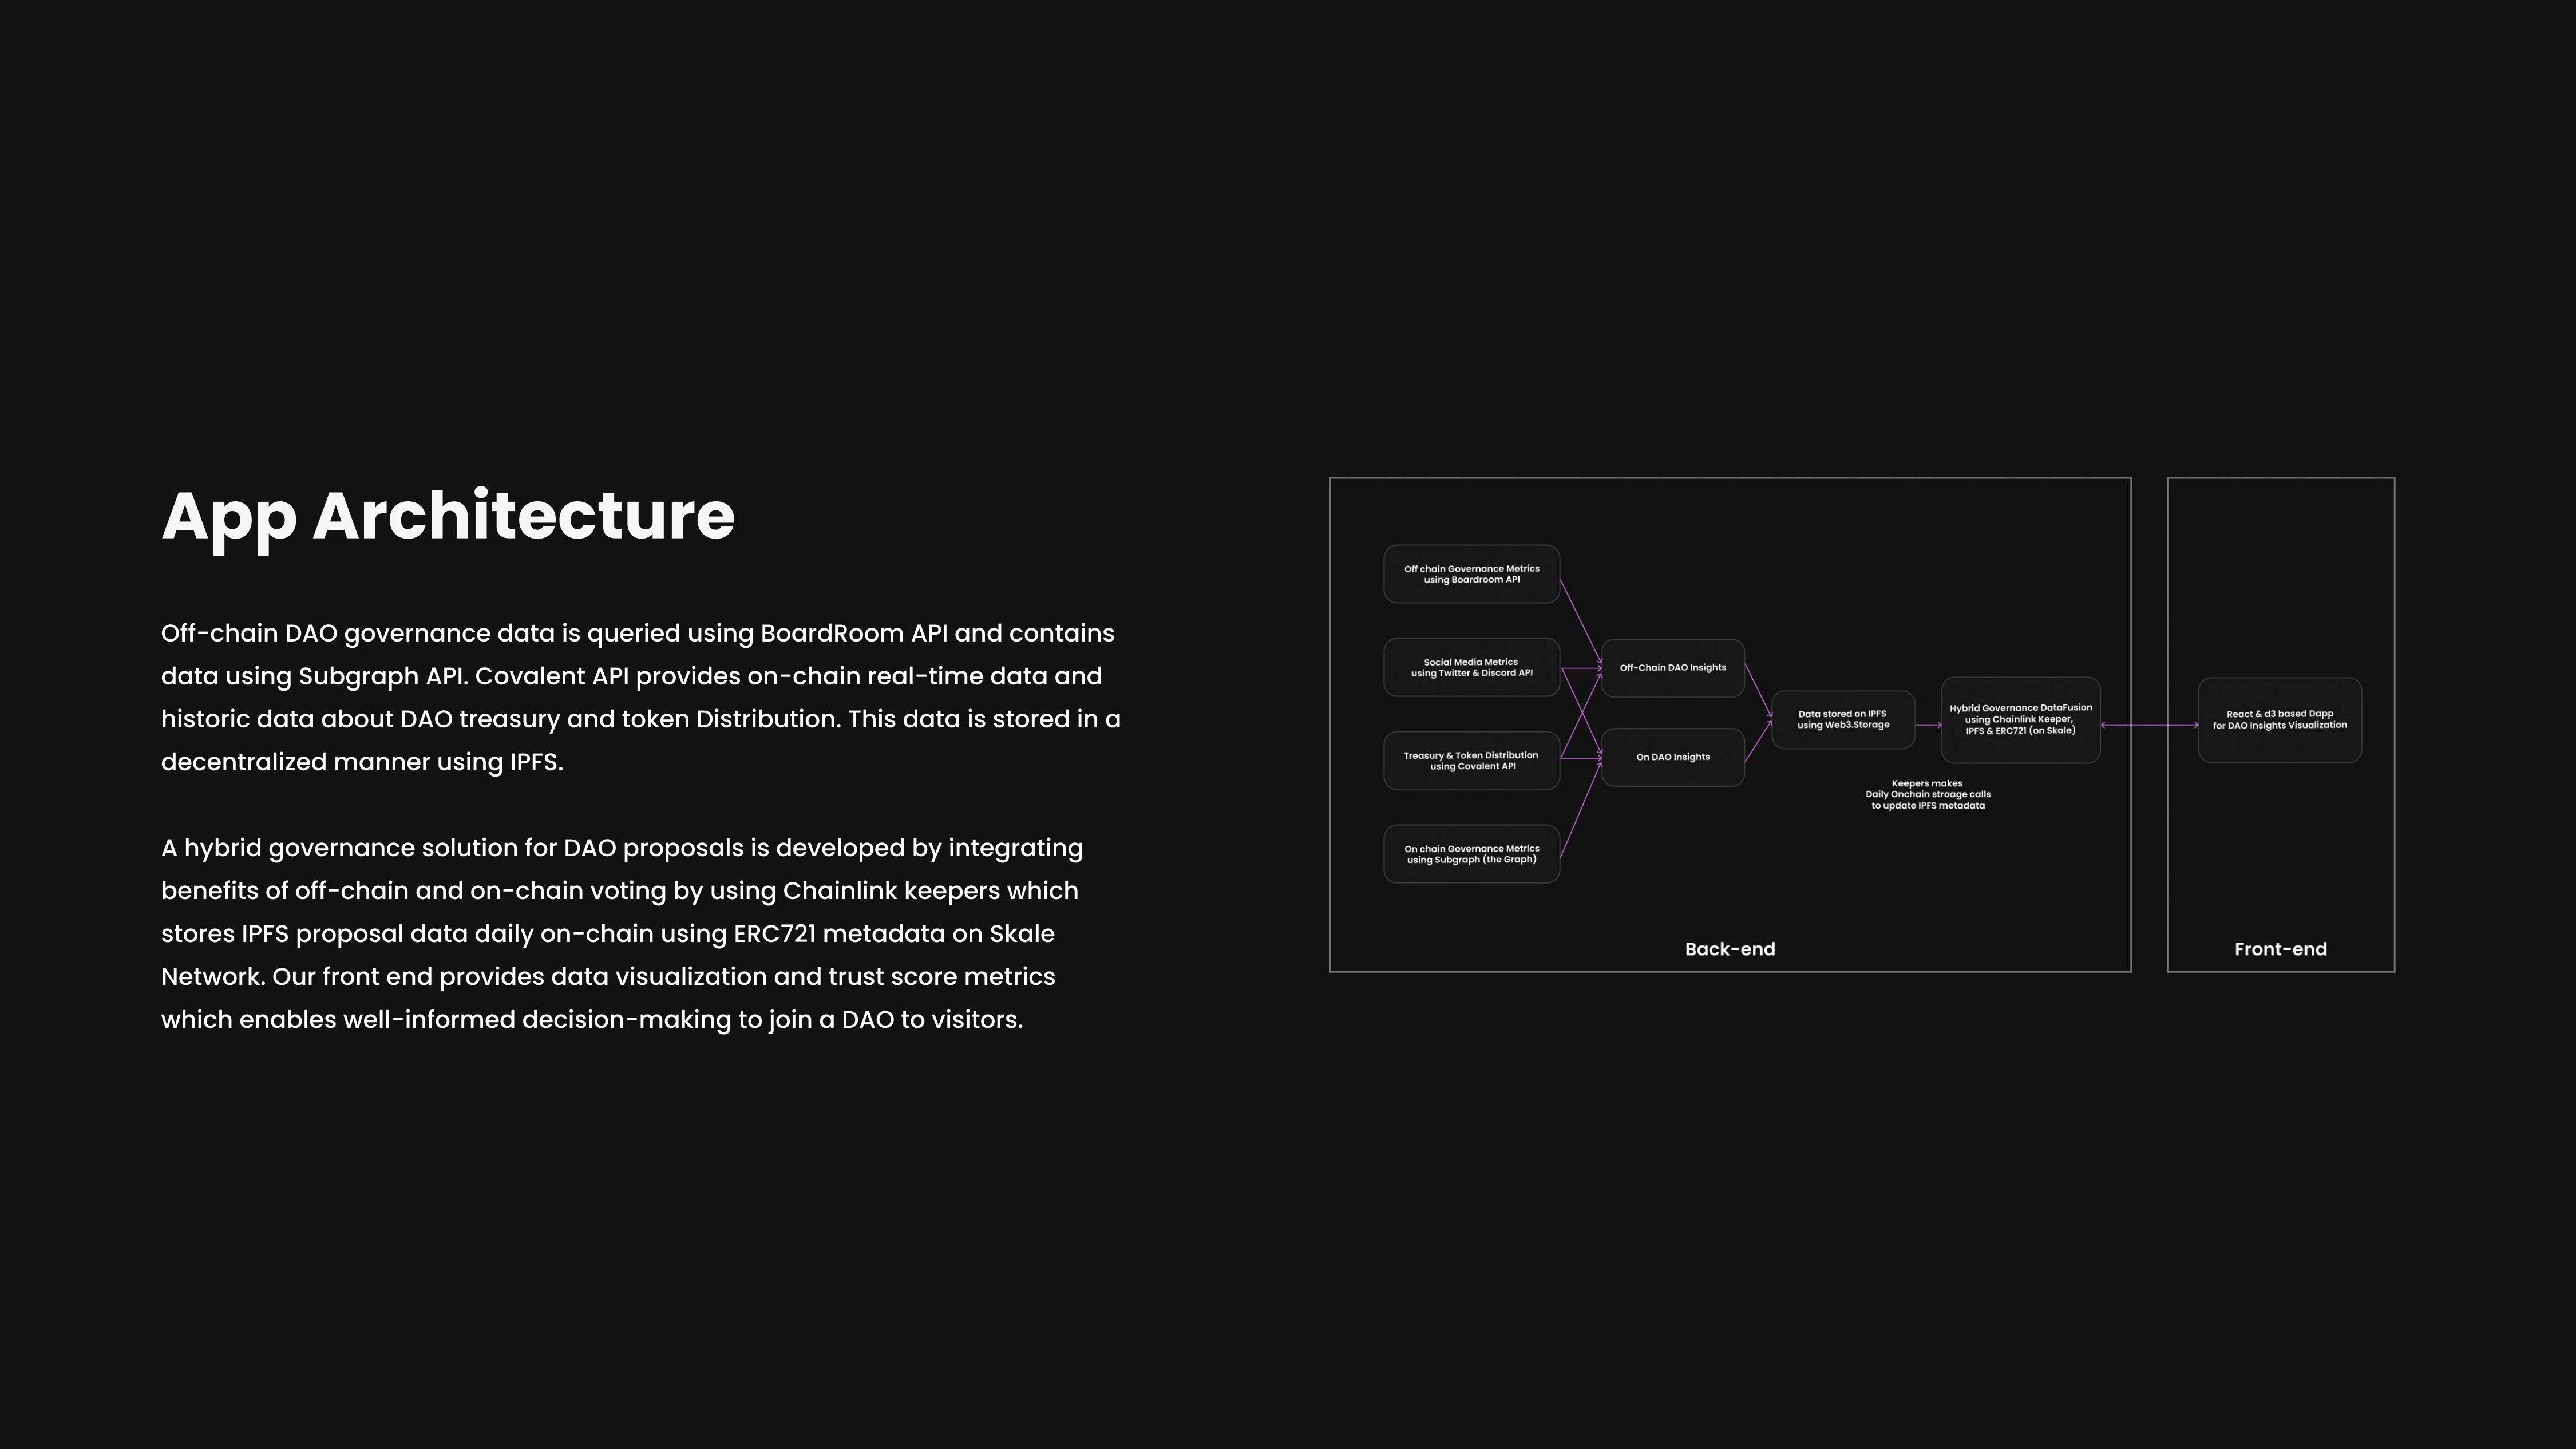 App Architecture
Off-chain DAO governance data is queried using BoardRoom API and contains
data using Subgraph API. Covalent API provides on-chain real-time data and
historic data about DAO treasury and token Distribution. This data is stored in a
decentralized manner using IPFS.
A hybrid governance solution for DAO proposals is developed by integrating
benefits of off-chain and on-chain voting by using Chainlink keepers which
stores IPFS proposal data daily on-chain using ERC721 metadata on Skale
Network. Our front end provides data visualization and trust score metrics
which enables well-informed decision-making to join a DAO to visitors.
Off chain Governance Metrics
using Boardroom API
Social Media Metrics
using Twitter & Discord API
Treasury & Token Distribution
using Covalent API
On chain Governance Metrics
using Subgraph (the Graph)
Off-Chain DAO Insights
On DAO Insights
Data stored on IPFS
using Web3.Storage
Hybrid Governance DataFusion
using Chainlink Keeper,
IPFS & ERC721 (on Skale)
Keepers makes
Daily Onchain stroage calls
to update IPFS metadata
Back-end
React & d3 based Dapp
for DAO Insights Visualization
Front-end